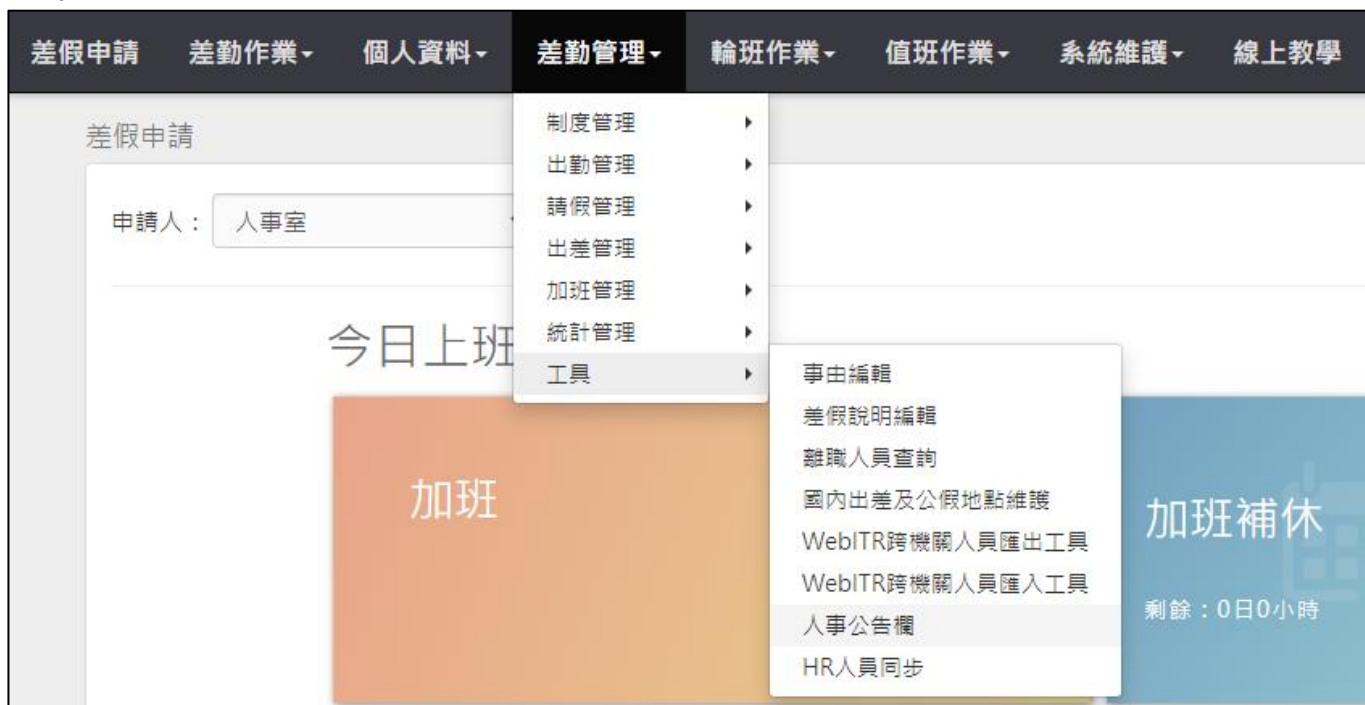 差假申請 差勤作業 個人資料 差勤管理 輪班作業 值班作業 系統維護 線上教學
差假申請
申請人： 人事室
制度管理
出勤管理
請假管理
出差管理
加班管理
統計管理
工具
今日上班
事由編輯
差假說明編輯
離職人員查詢
國內出差及公假地點維護
WebITR跨機關人員匯出工具
WebITR跨機關人員匯入工具
人事公告欄
HR人員同步
加班
加班補休
剩餘：0日0小時